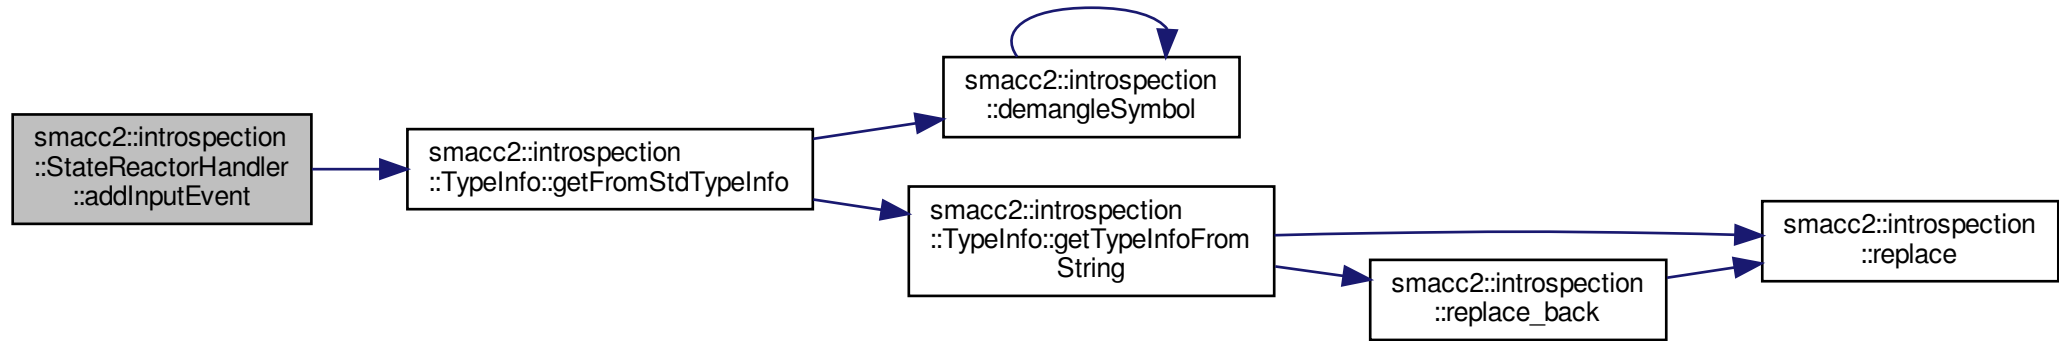 smacc2::introspection
::StateReactorHandler
::addInputEvent
smacc2::introspection
::TypeInfo::getFromStdTypeInfo
smacc2::introspection
::demangleSymbol
smacc2::introspection
::TypeInfo::getTypeInfoFrom
String
smacc2::introspection
::replace_back
smacc2::introspection
::replace